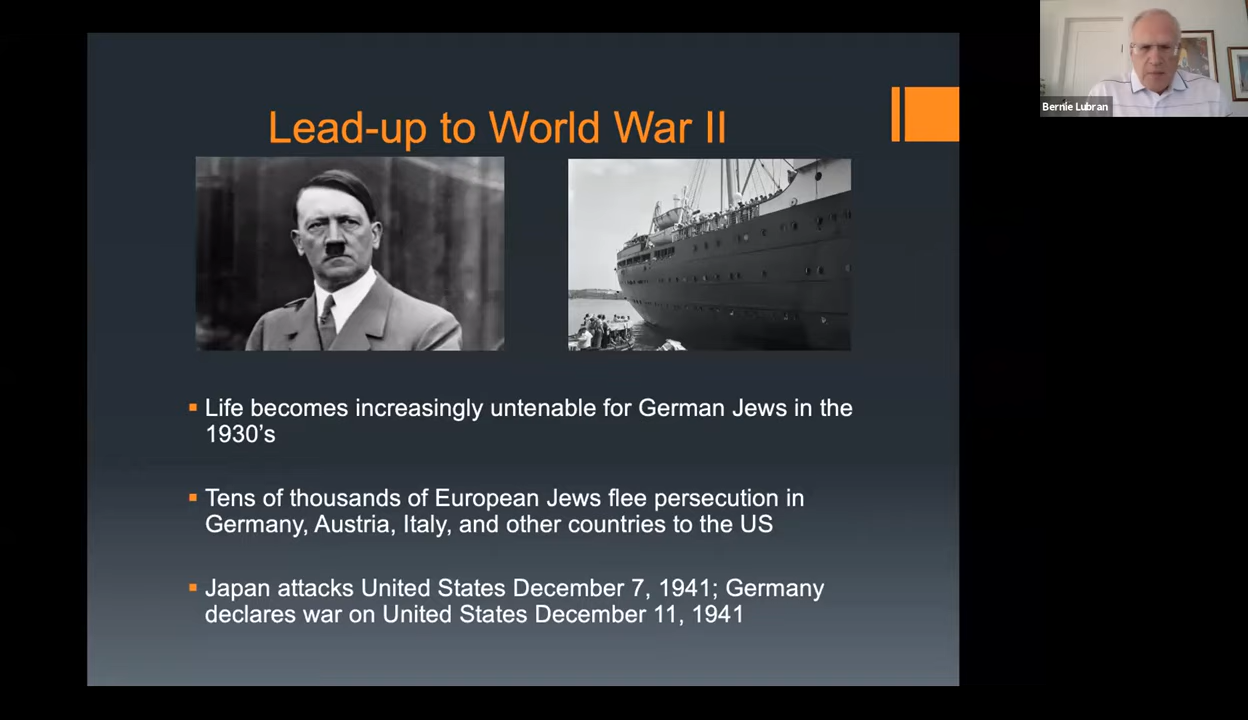 Lead-up to World War II
Bernie Lubran
▪ Life becomes increasingly untenable for German Jews in the
1930's
▪ Tens of thousands of European Jews flee persecution in
Germany, Austria, Italy, and other countries to the US
▪ Japan attacks United States December 7, 1941; Germany
declares war on United States December 11, 1941